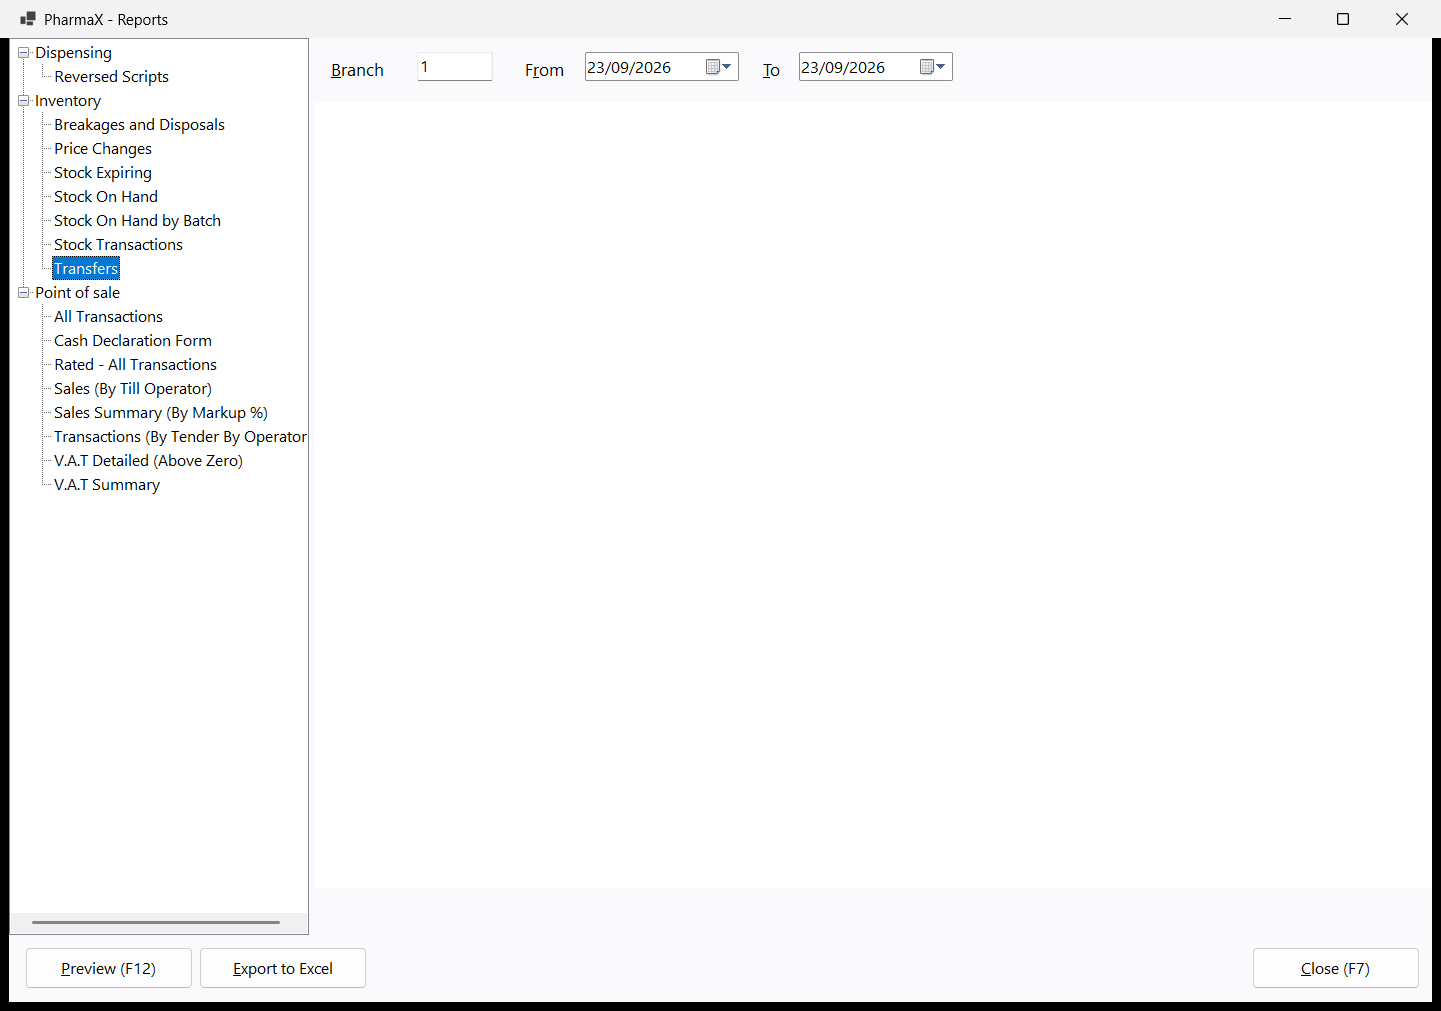 PharmaX - Reports
Dispensing
Reversed Scripts
Inventory
Breakages and Disposals
Price Changes
Stock Expiring
Stock On Hand
Stock On Hand by Batch
Stock Transactions
Transfers
Point of sale
All Transactions
Cash Declaration Form
Rated - All Transactions
Sales (By Till Operator)
Sales Summary (By Markup %)
Transactions (By Tender By Operator
V.A.T Detailed (Above Zero)
V.A.T Summary
Branch 1 From 23/09/2026 To 23/09/2026
Preview (F12) Export to Excel Close (F7)